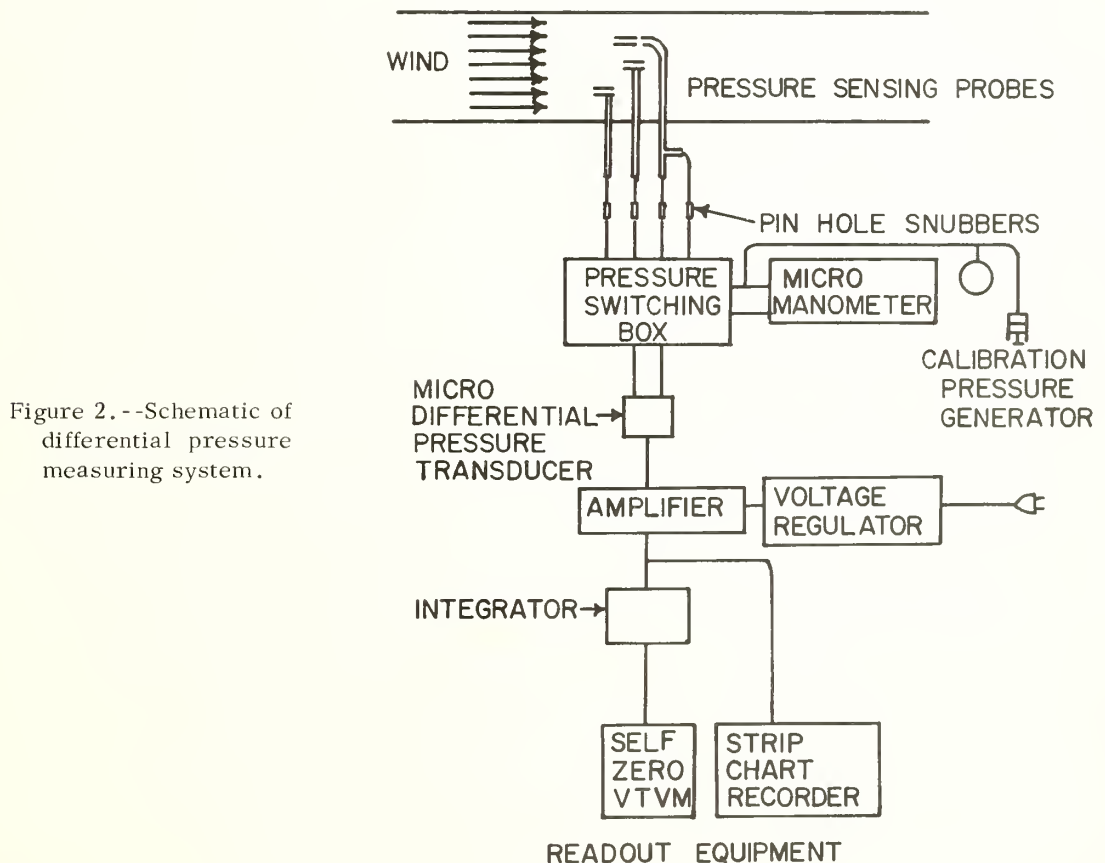 WIND
PRESSURE SENSING PROBES
PIN HOLE SNUBBERS
PRESSURE
SWITCHING
BOX
MICRO
MANOMETER
CALIBRATION
PRESSURE
GENERATOR
MICRO
DIFFERENTIAL
PRESSURE
TRANSDUCER
Figure 2.--Schematic of
differential pressure
measuring system.
AMPLIFIER
VOLTAGE
REGULATOR
INTEGRATOR
SELF
ZERO
VTVM
STRIP
CHART
RECORDER
READOUT EQUIPMENT